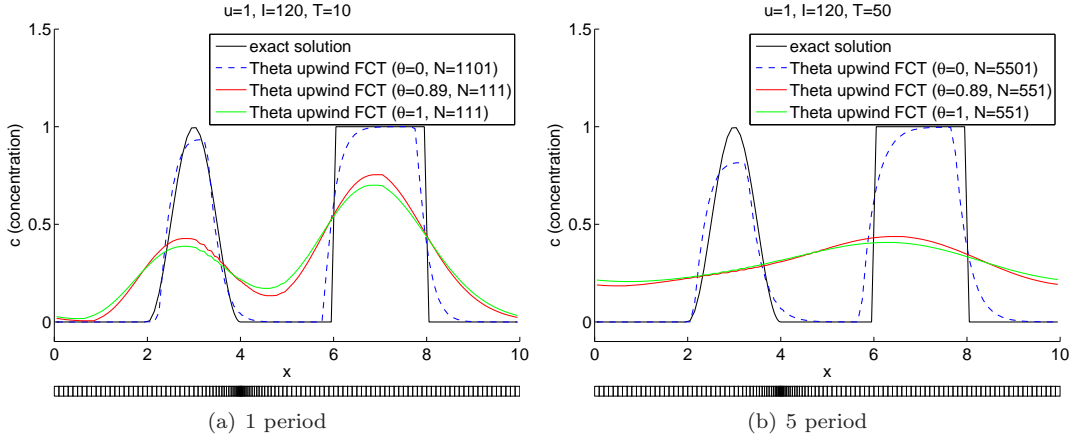 u=1, I=120, T=10
1.5
1
0.5
0
c (concentration)
exact solution
Theta upwind FCT (θ=0, N=1101)
Theta upwind FCT (θ=0.89, N=111)
Theta upwind FCT (θ=1, N=111)
0 2 4 6 8 10
x
(a) 1 period
u=1, I=120, T=50
1.5
1
0.5
0
c (concentration)
exact solution
Theta upwind FCT (θ=0, N=5501)
Theta upwind FCT (θ=0.89, N=551)
Theta upwind FCT (θ=1, N=551)
0 2 4 6 8 10
x
(b) 5 period